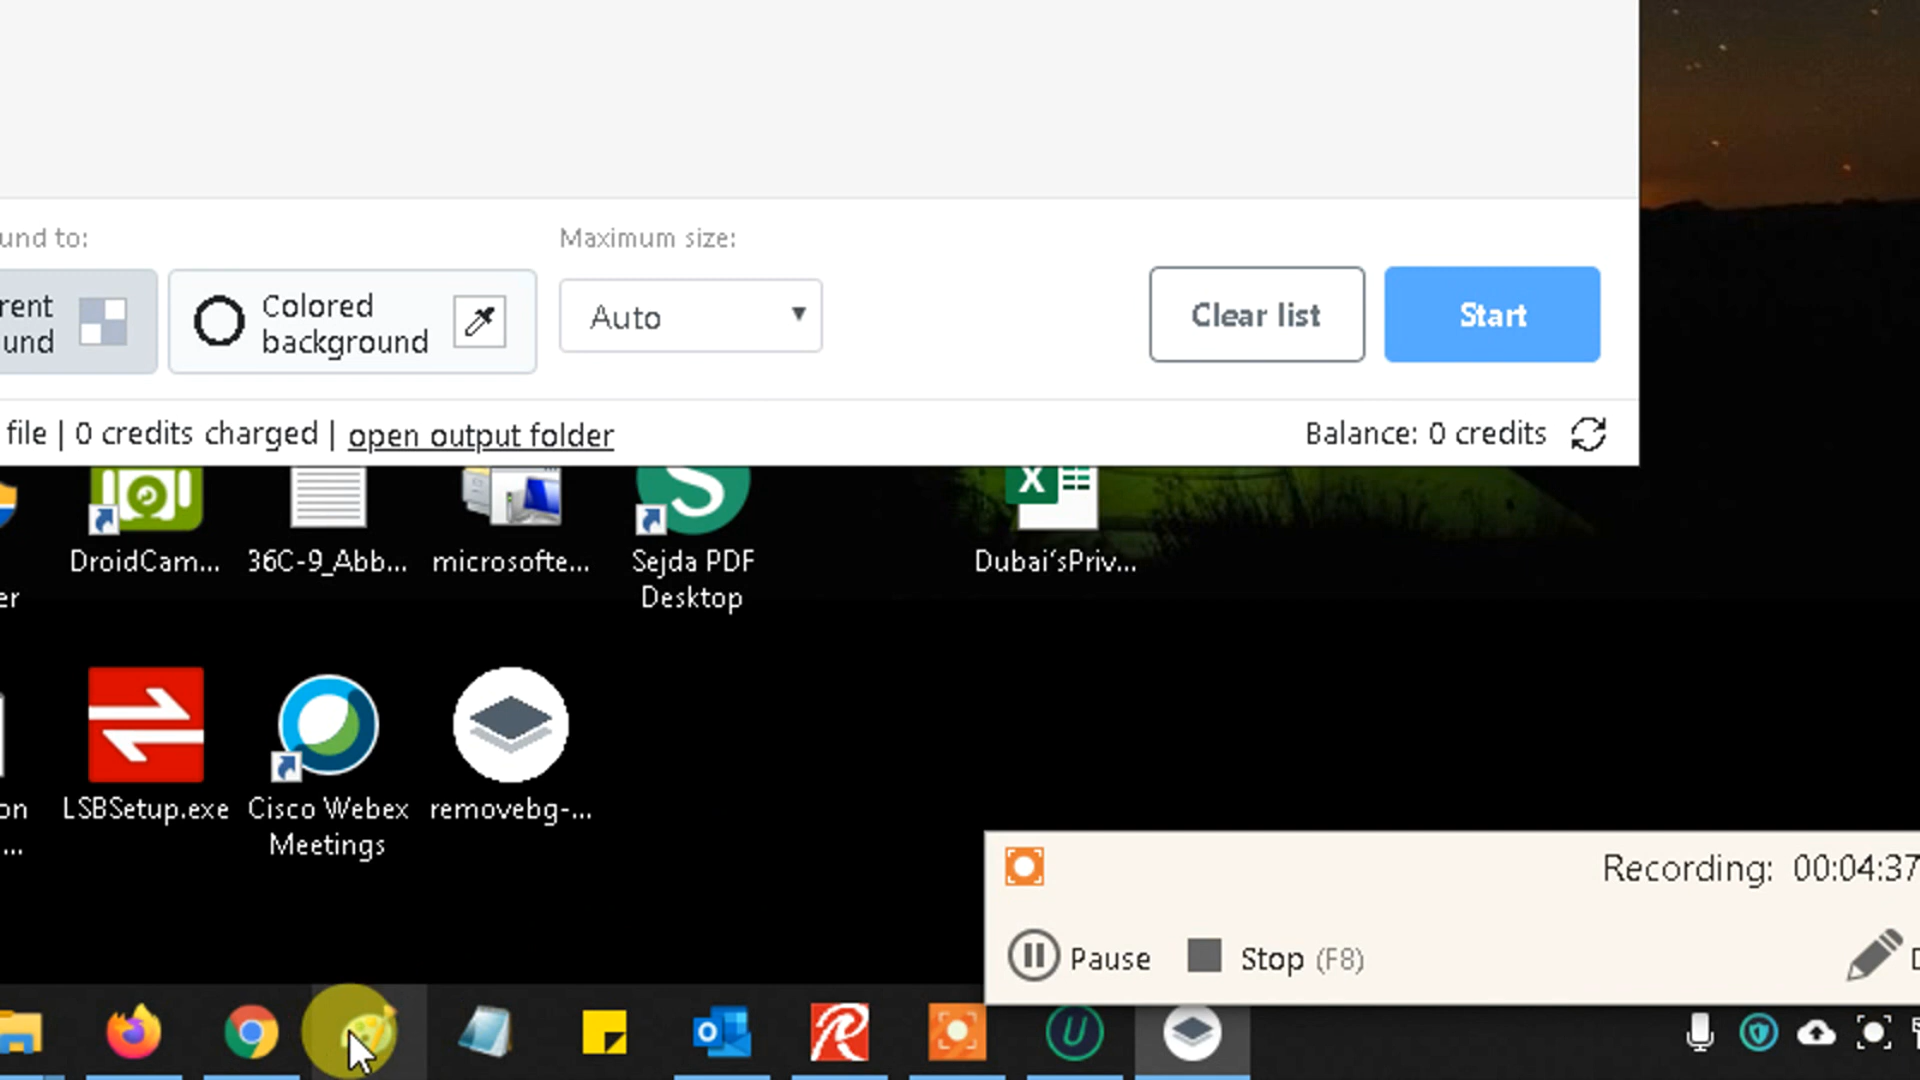 und to:
Maximum size:
rent
und
Colored
background
Auto
Clear list
Start
file | 0 credits charged | open output folder
Balance: 0 credits
DroidCam...
36C-9_Abb...
microsofte...
Sejda PDF
Desktop
Dubai'sPriv...
er
LSBSetup.exe
Cisco Webex
Meetings
removebg-...
on
...
Recording: 00:04:37
Pause
Stop (F8)